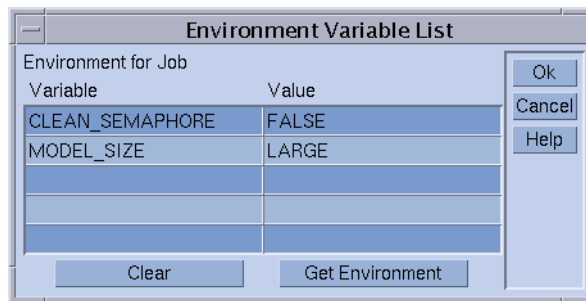 Environment Variable List
Environment for Job
Variable Value
CLEAN_SEMAPHORE FALSE
MODEL_SIZE LARGE
Clear Get Environment
Ok
Cancel
Help